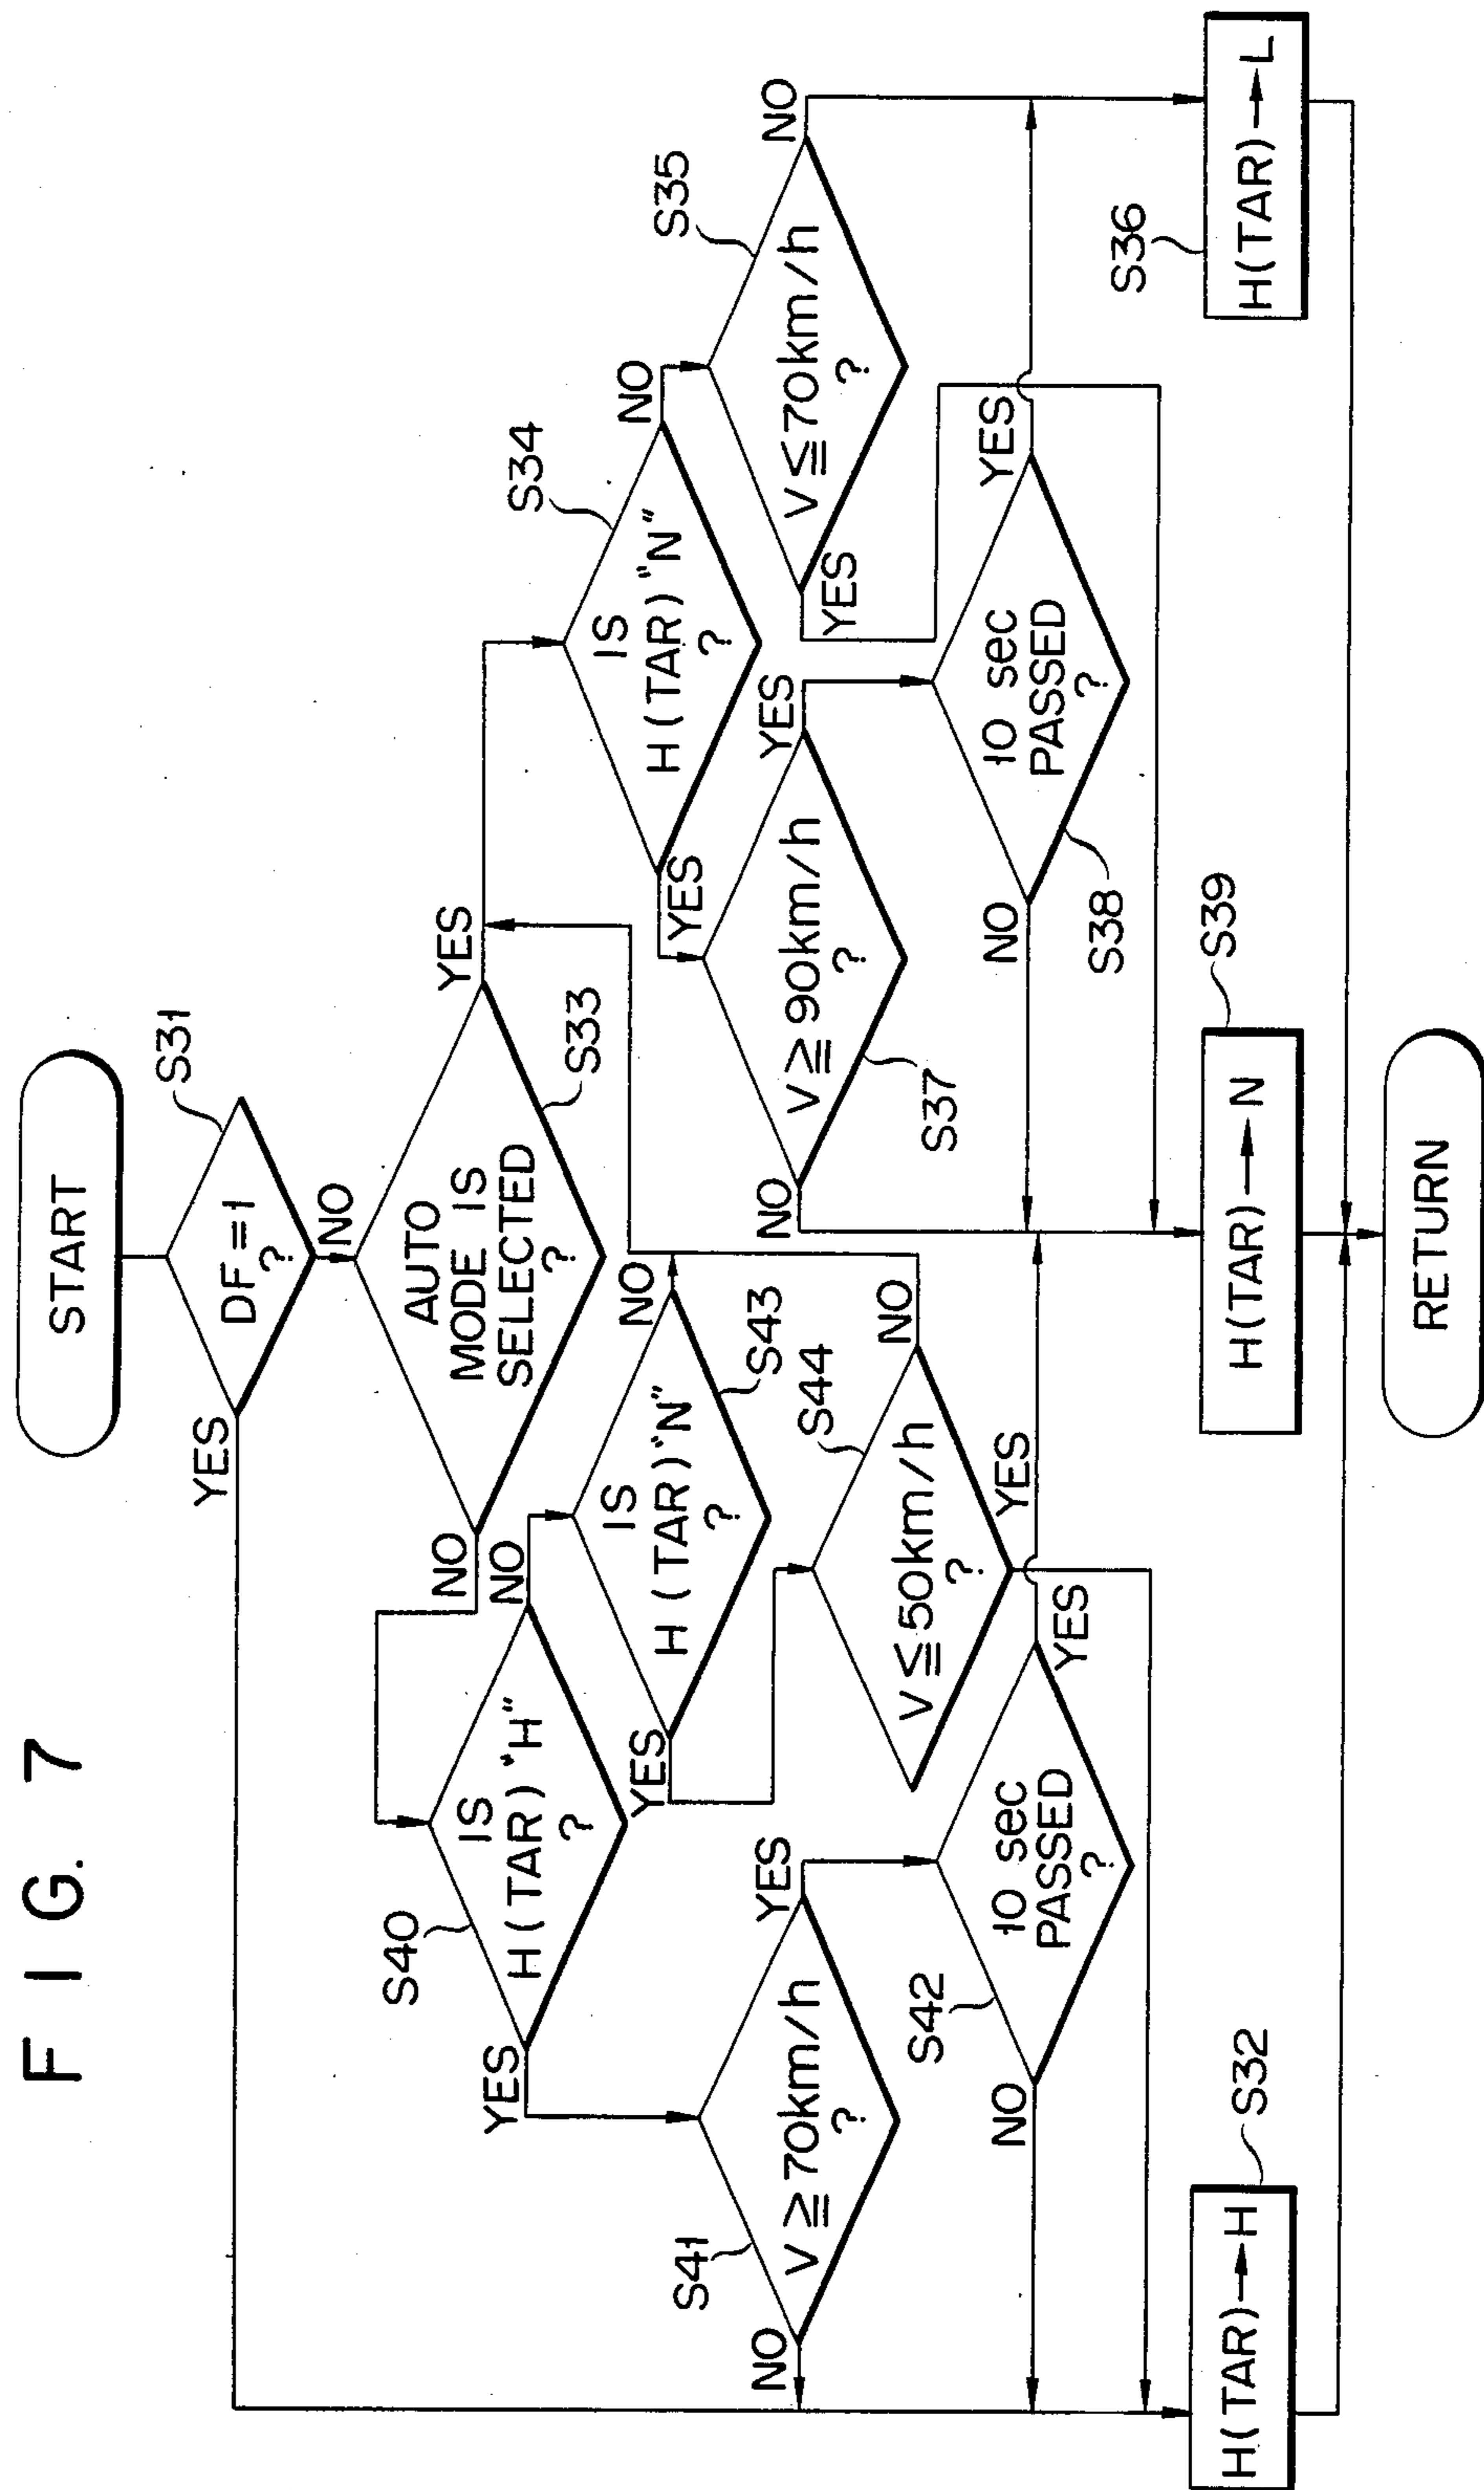 FIG. 7
START
S31
DF=1
?
YES
NO
S33
AUTO
MODE IS
SELECTED
?
NO
YES
S40
IS
H(TAR)"H"
?
YES
NO
S43
IS
H(TAR)"N"
?
YES
NO
S34
IS
H(TAR)"N"
?
YES
NO
S41
V≧70km/h
?
NO
YES
S44
V≦50km/h
?
NO
YES
S37
V≧90km/h
?
NO
YES
S35
V≦70km/h
?
YES
NO
S42
10 sec
PASSED
?
NO
YES
S38
10 sec
PASSED
?
NO
YES
S32
H(TAR)→H
S39
H(TAR)→N
S36
H(TAR)→L
RETURN